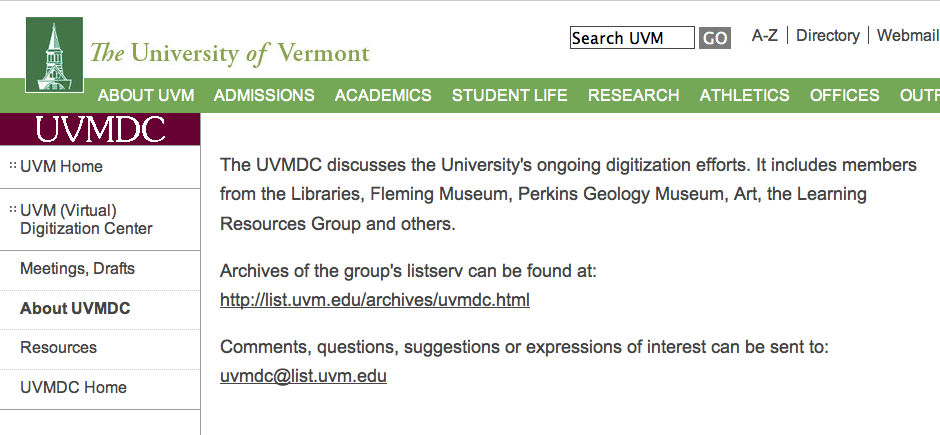 The University of Vermont
Search UVM GO A-Z Directory Webmail
ABOUT UVM ADMISSIONS ACADEMICS STUDENT LIFE RESEARCH ATHLETICS OFFICES OUTR
UVMDC
UVM Home
UVM (Virtual)
Digitization Center
Meetings, Drafts
About UVMDC
Resources
UVMDC Home
The UVMDC discusses the University's ongoing digitization efforts. It includes members
from the Libraries, Fleming Museum, Perkins Geology Museum, Art, the Learning
Resources Group and others.
Archives of the group's listserv can be found at:
http://list.uvm.edu/archives/uvmdc.html
Comments, questions, suggestions or expressions of interest can be sent to:
uvmdc@list.uvm.edu